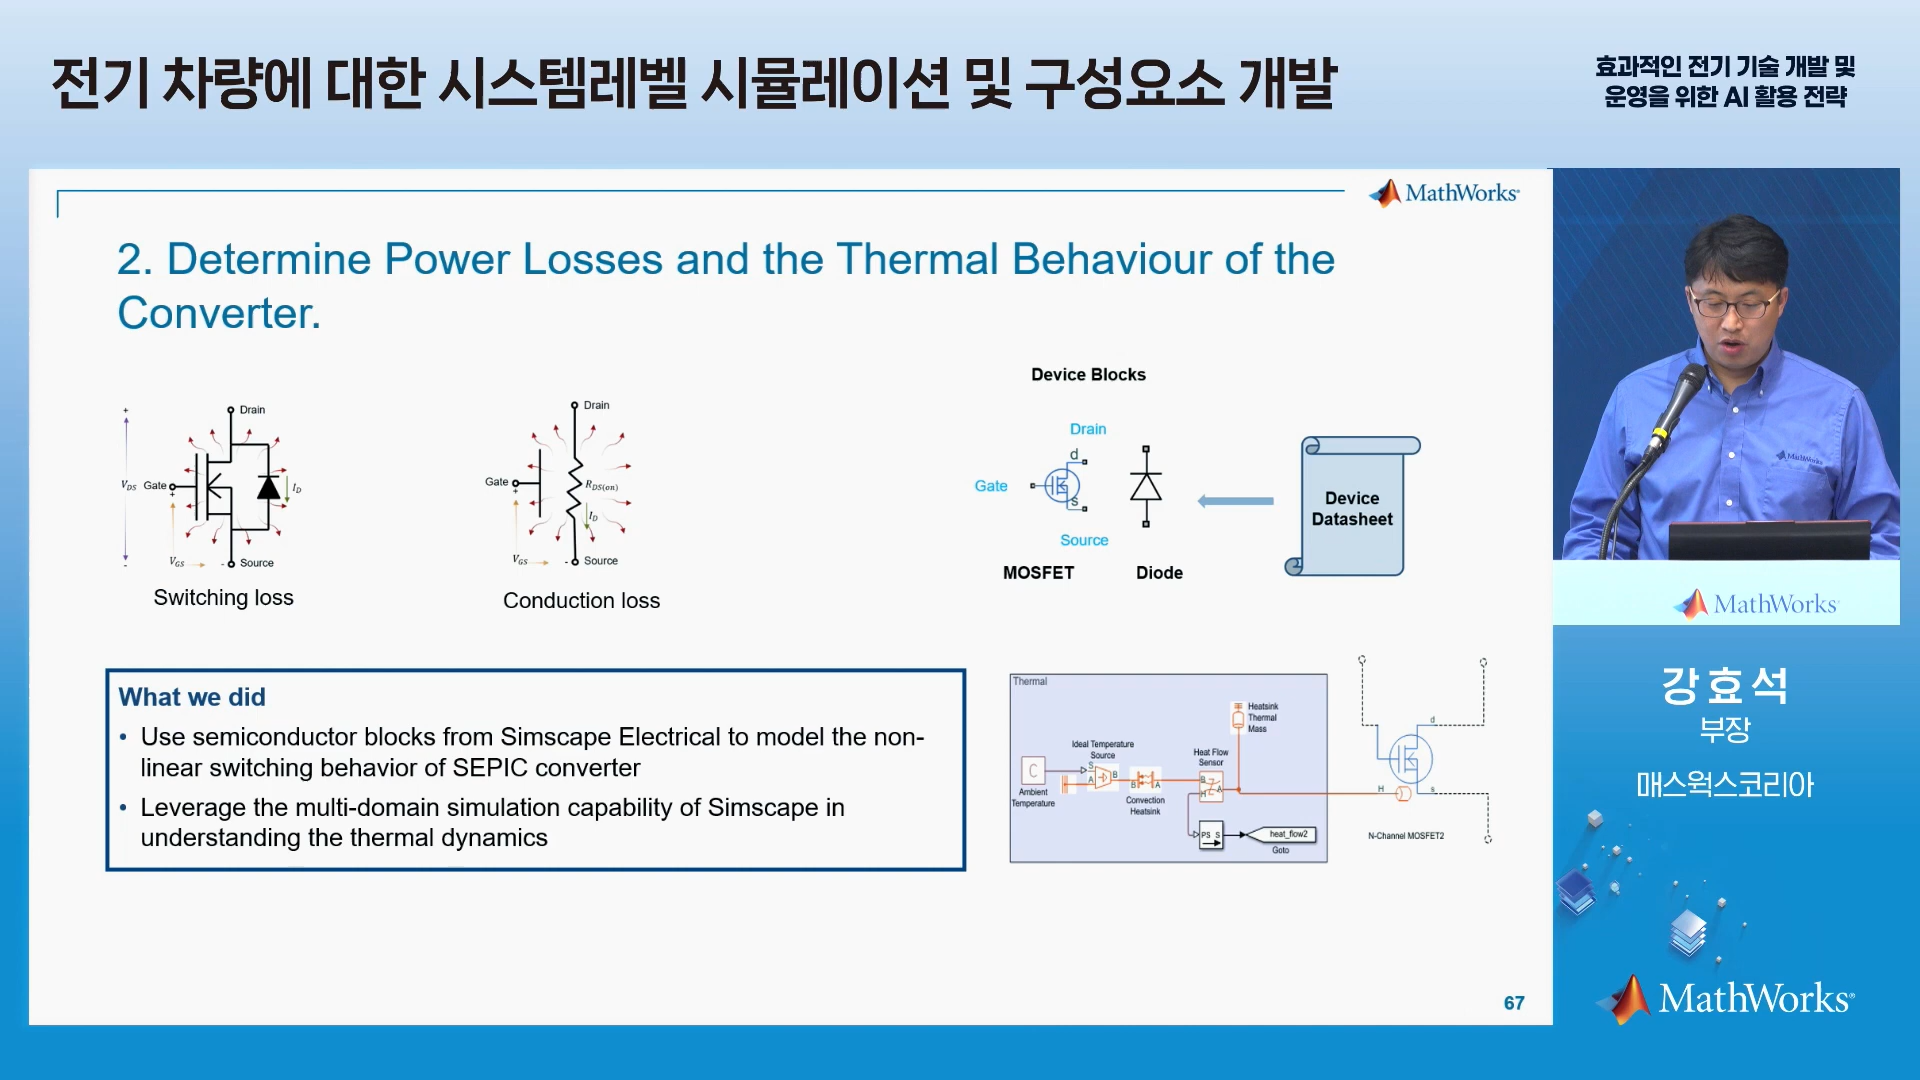 전기 차량에 대한 시스템레벨 시뮬레이션 및 구성요소 개발
효과적인 전기 기술 개발 및
운영을 위한 AI 활용 전략
MathWorks®
2. Determine Power Losses and the Thermal Behaviour of the
Converter.
Drain
Gate
V_DS
I_D
V_GS
Source
+
-
+
-
Switching loss
Drain
Gate
R_DS(on)
I_D
V_GS
Source
+
-
Conduction loss
Device Blocks
Drain
d
Gate
s
Source
MOSFET
Diode
Device
Datasheet
What we did
• Use semiconductor blocks from Simscape Electrical to model the non-
linear switching behavior of SEPIC converter
• Leverage the multi-domain simulation capability of Simscape in
understanding the thermal dynamics
Thermal
Heatsink
Thermal
Mass
Ideal Temperature
Source
Heat Flow
Sensor
C
S
A
B
B
A
B
H
A
Ambient
Temperature
Convection
Heatsink
PS S
heat_flow2
Goto
d
H
s
N-Channel MOSFET2
67
MathWorks
MathWorks®
강효석
부장
매스웍스코리아
MathWorks®